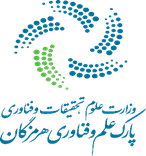 وزارت علوم تحقیقات و فناوری
پارک علم و فناوری هرمزگان